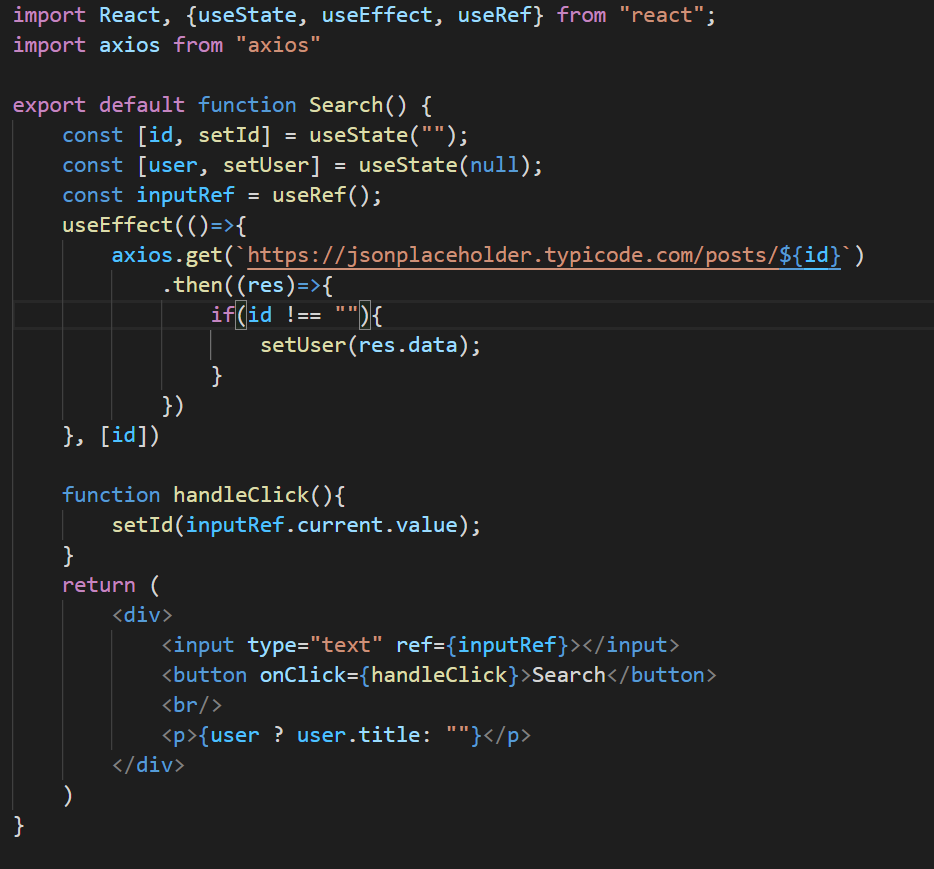 import React, {useState, useEffect, useRef} from "react";
import axios from "axios"

export default function Search() {
    const [id, setId] = useState("");
    const [user, setUser] = useState(null);
    const inputRef = useRef();
    useEffect(()=>{
        axios.get(`https://jsonplaceholder.typicode.com/posts/${id}`)
            .then((res)=>{
                if(id !== ""){
                    setUser(res.data);
                }
            })
    }, [id])

    function handleClick(){
        setId(inputRef.current.value);
    }
    return (
        <div>
            <input type="text" ref={inputRef}></input>
            <button onClick={handleClick}>Search</button>
            <br/>
            <p>{user ? user.title: ""}</p>
        </div>
    )
}